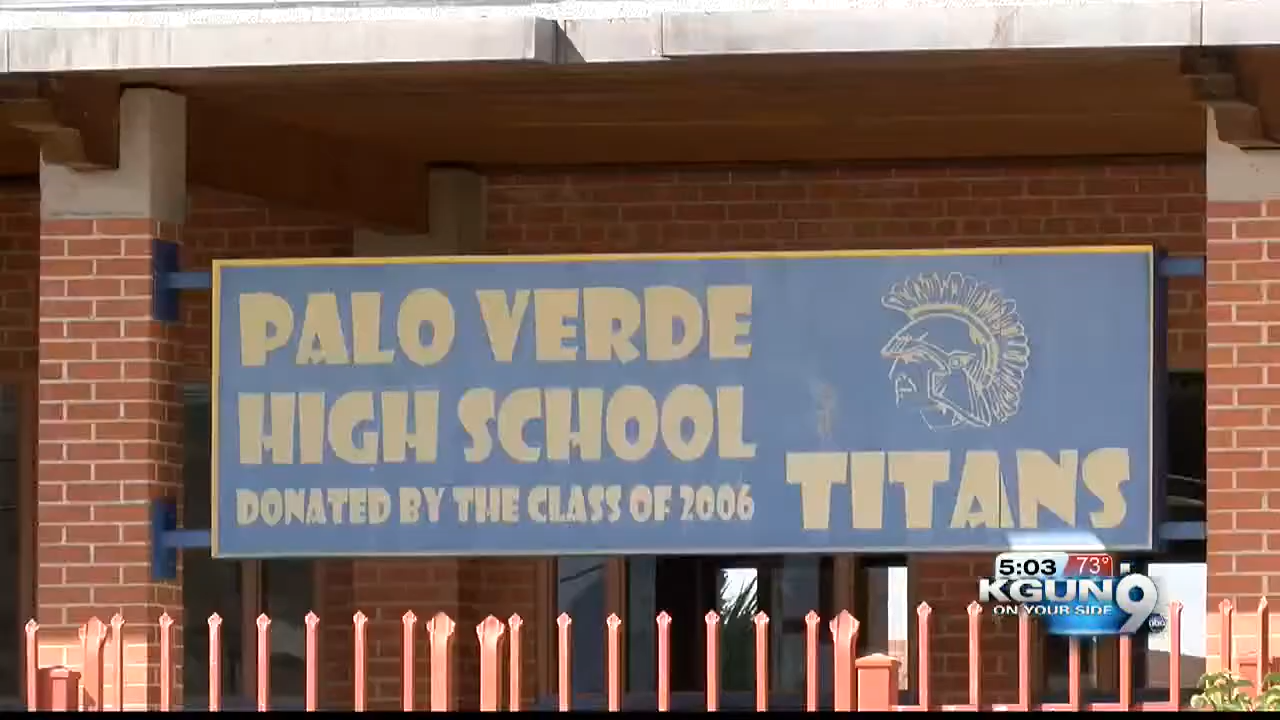 PALO VERDE
HIGH SCHOOL
DONATED BY THE CLASS OF 2006
TITANS
5:03 73°
KGUN 9
ON YOUR SIDE
abc